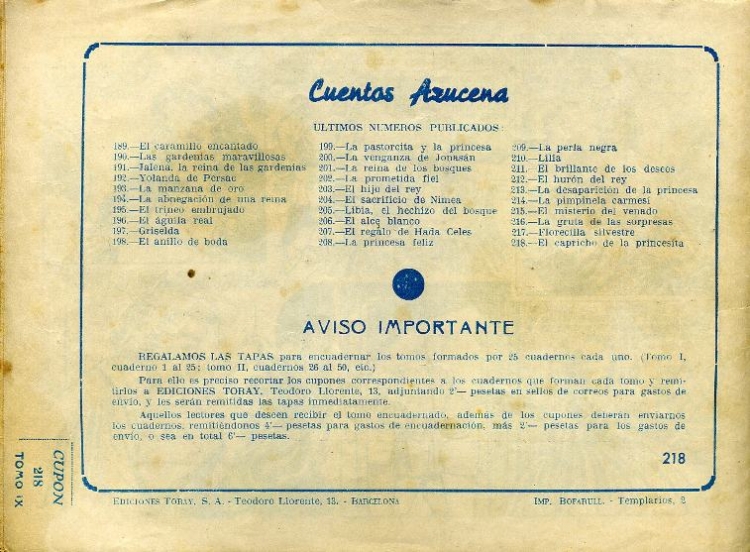 Cuentos Azucena
ULTIMOS NUMEROS PUBLICADOS:
189.—El caramillo encantado
190.—Las gardenias maravillosas
191.—Jalena, la reina de las gardenias
192.—Yolanda de Persac
193.—La manzana de oro
194.—La abnegación de una reina
195.—El trineo embrujado
196.—El águila real
197.—Griselda
198.—El anillo de boda
199.—La pastorcita y la princesa
200.—La venganza de Jonasán
201.—La reina de los bosques
202.—La prometida fiel
203.—El hijo del rey
204.—El sacrificio de Nimea
205.—Libia, el hechizo del bosque
206.—El alce blanco
207.—El regalo de Hada Celes
208.—La princesa feliz
209.—La perla negra
210.—Lilia
211.—El brillante de los deseos
212.—El hurón del rey
213.—La desaparición de la princesa
214.—La pimpinela carmesí
215.—El misterio del venado
216.—La gruta de las sorpresas
217.—Florecilla silvestre
218.—El capricho de la princesita
AVISO IMPORTANTE
REGALAMOS LAS TAPAS para encuadernar los tomos formados por 25 cuadernos cada uno. (Tomo I,
cuaderno 1 al 25; tomo II, cuadernos 26 al 50, etc.)
Para ello es preciso recortar los cupones correspondientes a los cuadernos que forman cada tomo y remi-
tirlos a EDICIONES TORAY, Teodoro Llorente, 13, adjuntando 2'— pesetas en sellos de correos para gastos de
envío, y les serán remitidas las tapas inmediatamente.
Aquellos lectores que deseen recibir el tomo encuadernado, además de los cupones deberán enviarnos
los cuadernos, remitiéndonos 4'— pesetas para gastos de encuadernación, más 2'— pesetas para los gastos de
envío, o sea en total 6'— pesetas.
218
CUPON
218
TOMO IX
EDICIONES TORAY, S. A. - Teodoro Llorente, 13. - BARCELONA
IMP. BOFARULL. - Templarios, 2